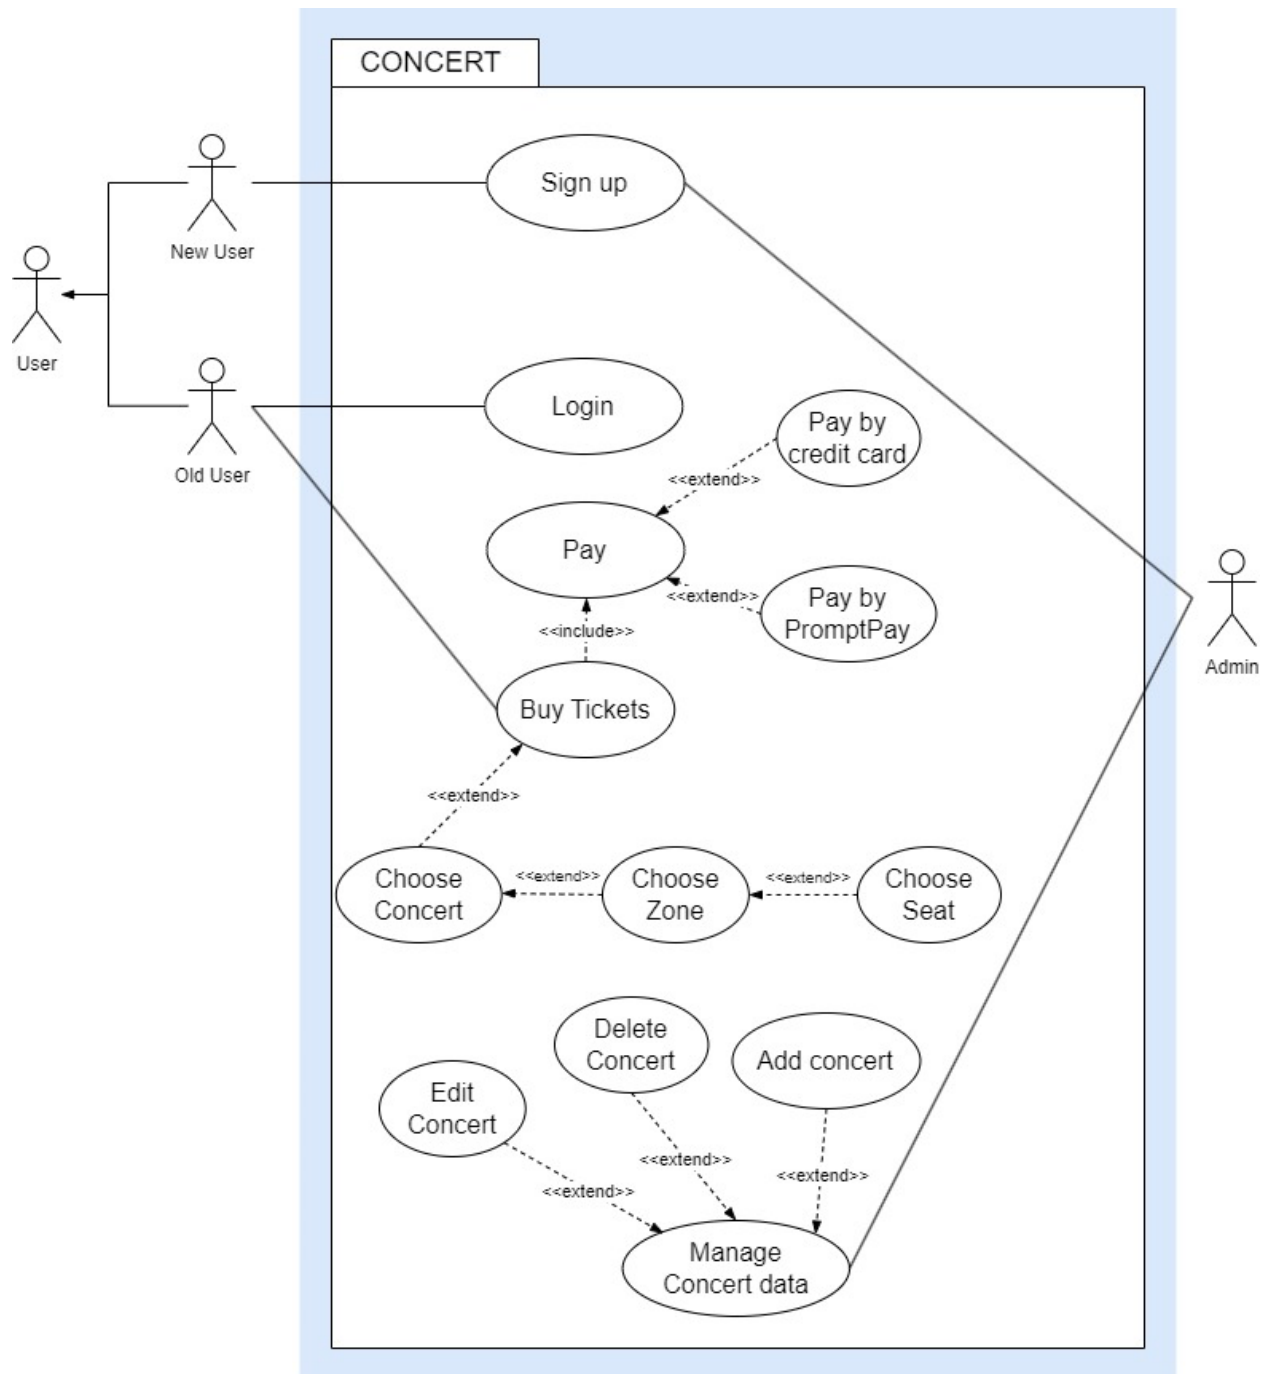 CONCERT
Sign up
New User
User
Login
Old User
Pay by
credit card
<<extend>>
Pay
<<extend>>
Pay by
PromptPay
<<include>>
Admin
Buy Tickets
<<extend>>
Choose
Concert
<<extend>>
Choose
Zone
<<extend>>
Choose
Seat
Delete
Concert
Add concert
Edit
Concert
<<extend>>
<<extend>>
<<extend>>
Manage
Concert data